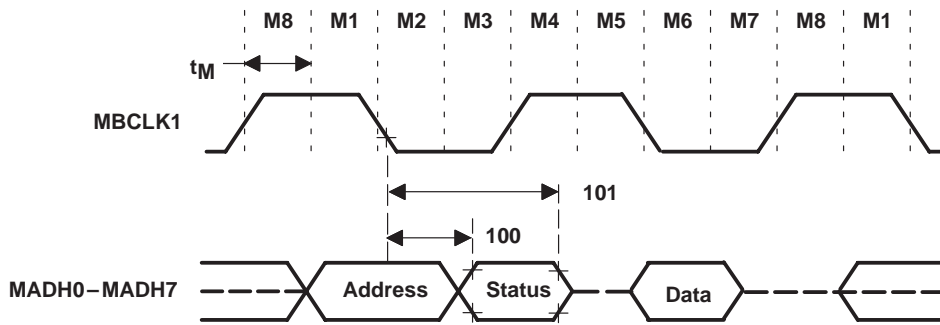 M8 M1 M2 M3 M4 M5 M6 M7 M8 M1
tM
MBCLK1
101
100
MADH0–MADH7 Address Status Data